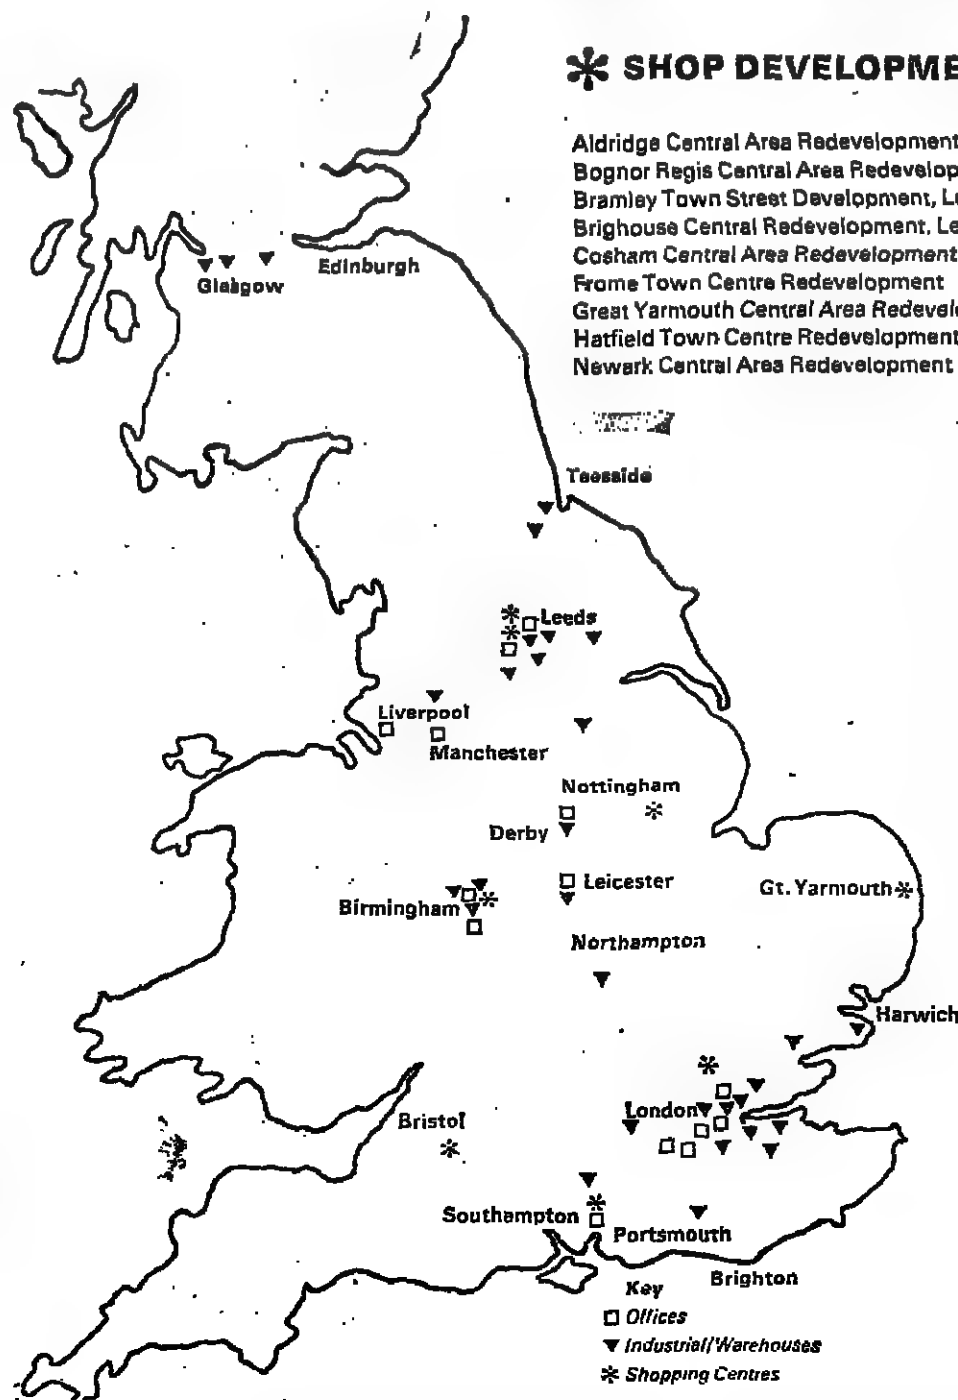 * SHOP DEVELOPME
Aldridge Central Area Redevelopment
Bognor Regis Central Area Redevelop
Bramley Town Street Development, Le
Brighouse Central Redevelopment, Le
Cosham Central Area Redevelopment
Frome Town Centre Redevelopment
Great Yarmouth Central Area Redevelo
Hatfield Town Centre Redevelopment
Newark Central Area Redevelopment
Edinburgh
Glasgow
Teesside
Leeds
Liverpool
Manchester
Nottingham
Derby
Leicester
Gt. Yarmouth
Birmingham
Northampton
Harwich
London
Bristol
Southampton
Portsmouth
Brighton
Key
Offices
Industrial/Warehouses
Shopping Centres